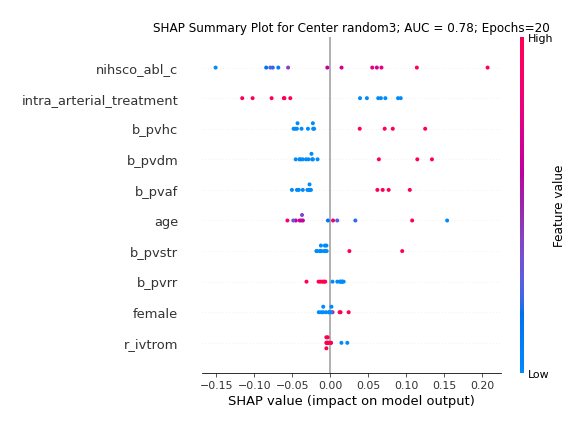 SHAP Summary Plot for Center random3; AUC = 0.78; Epochs=20
High
nihsco_abl_c
intra_arterial_treatment
b_pvhc
b_pvdm
b_pvaf
age
b_pvstr
b_pvrr
female
r_ivtrom
Feature value
Low
−0.15 −0.10 −0.05 0.00 0.05 0.10 0.15 0.20
SHAP value (impact on model output)